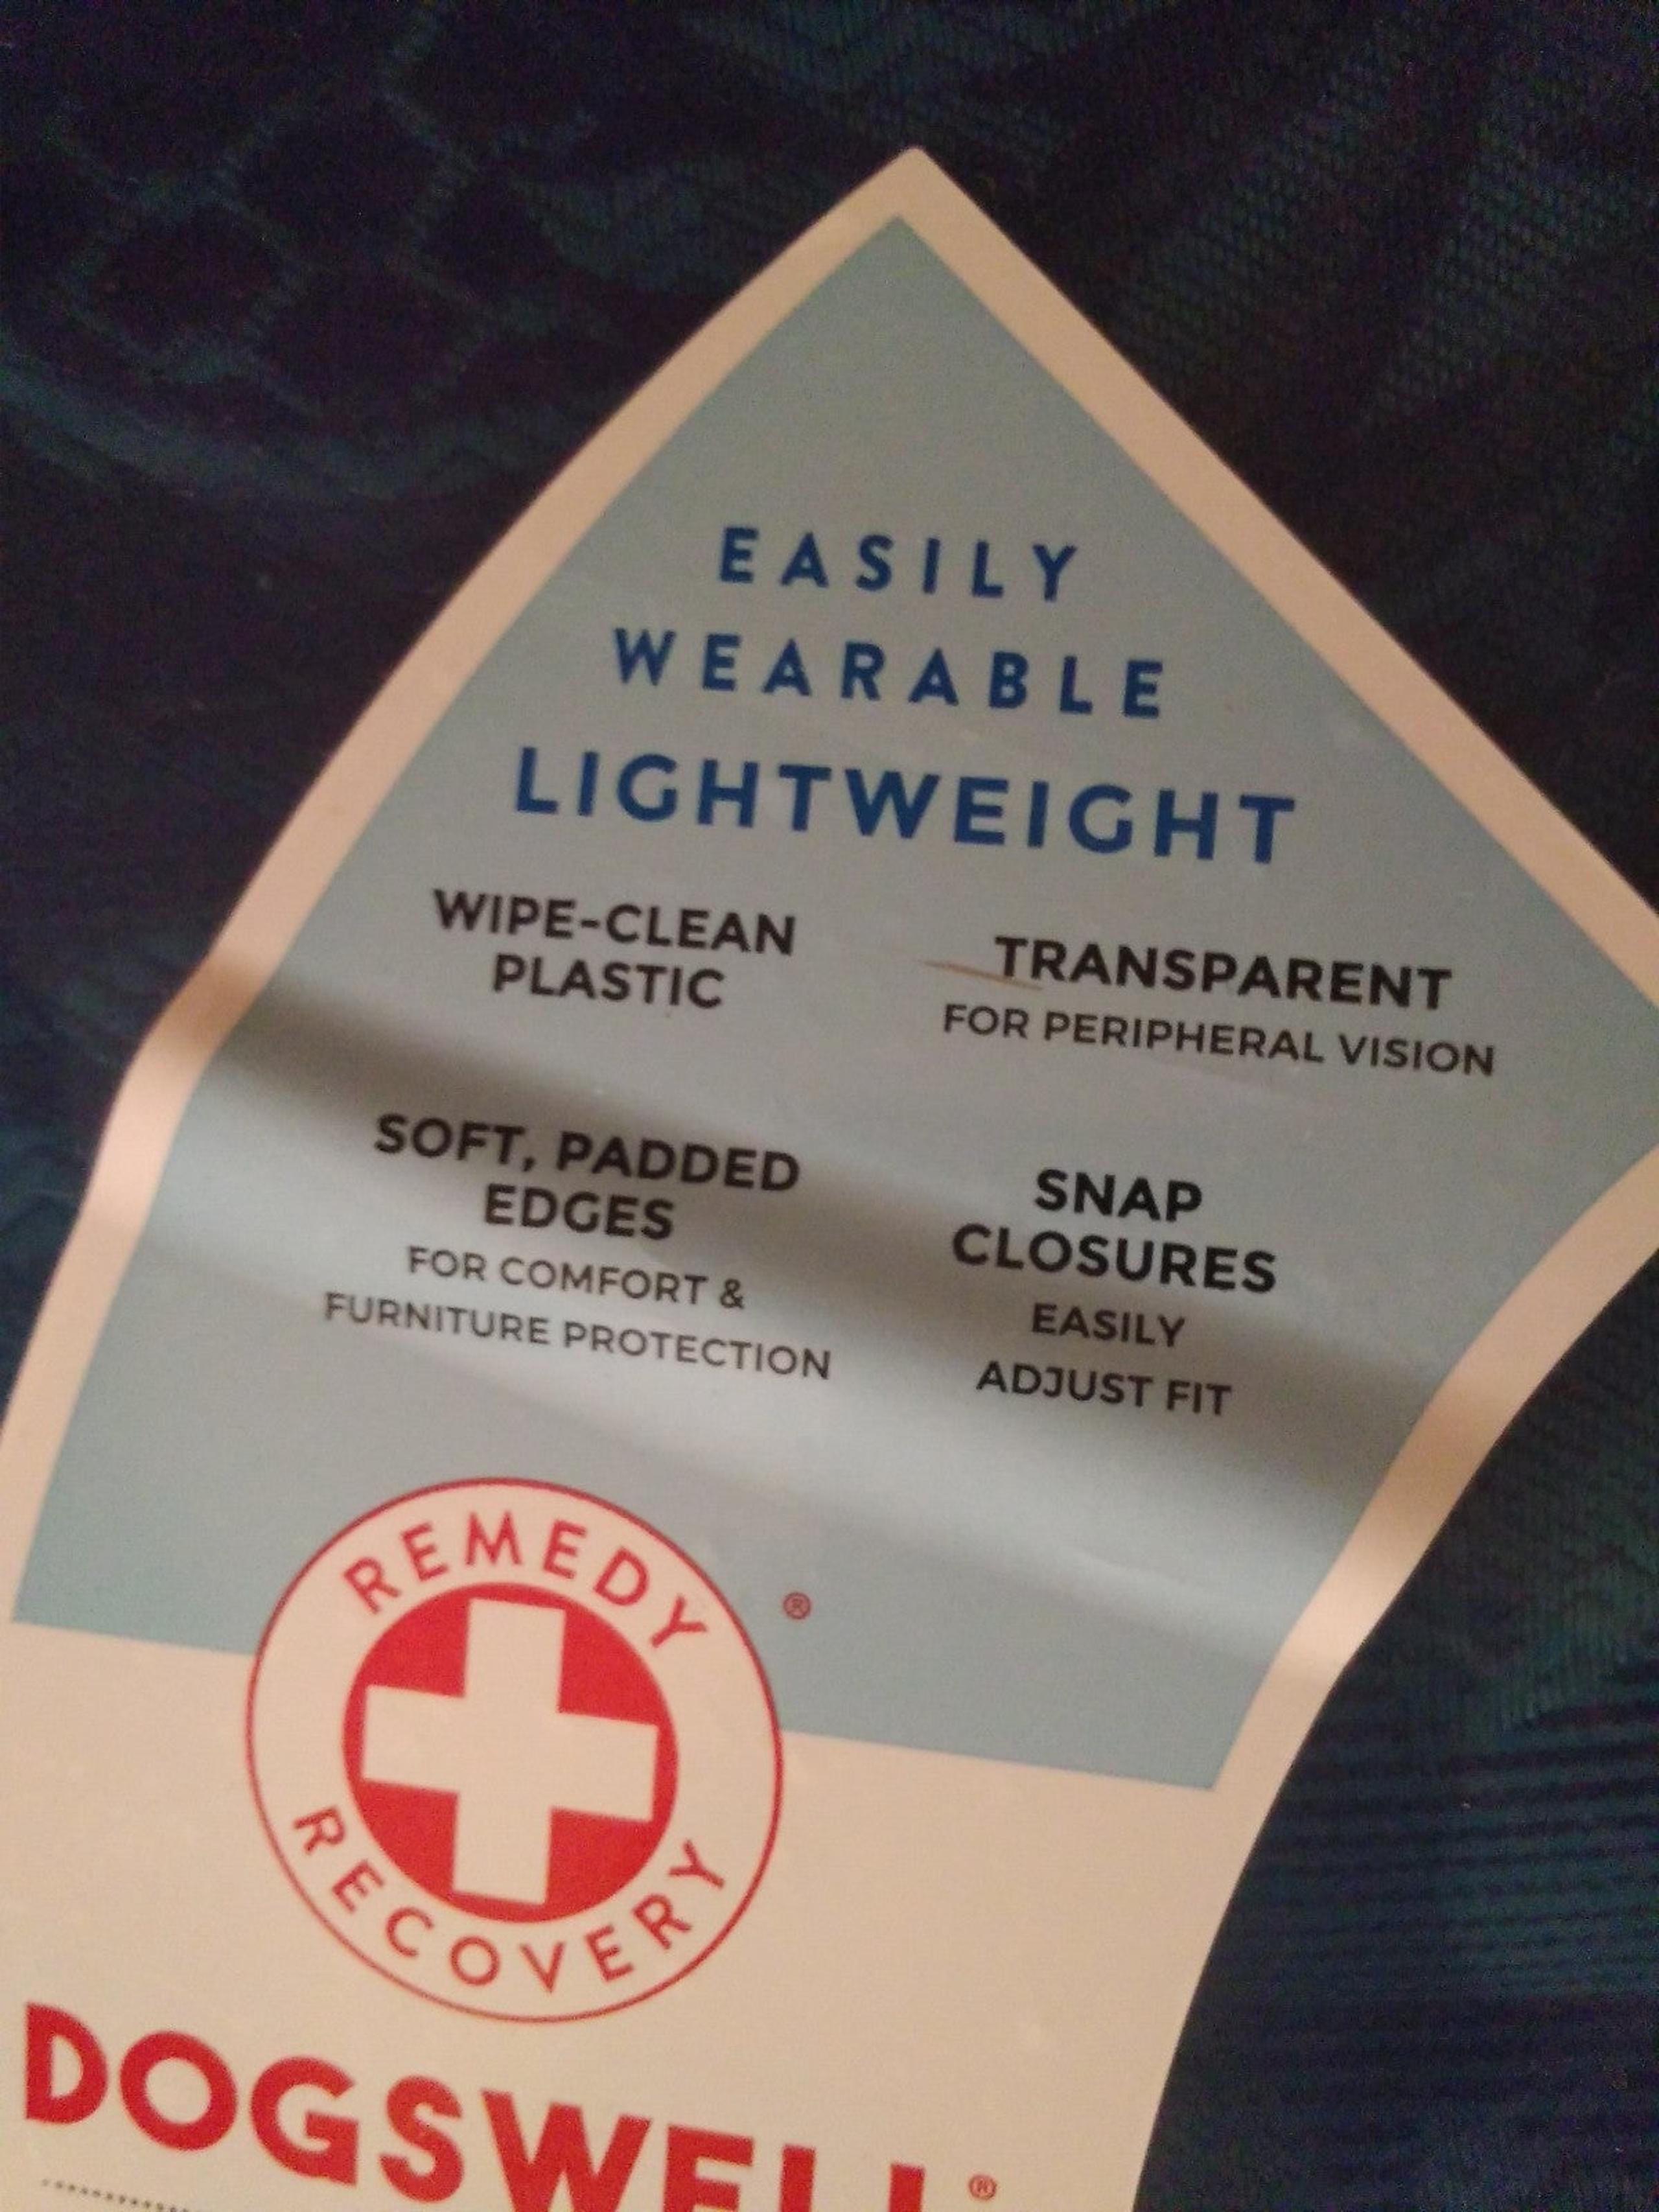 EASILY
WEARABLE
LIGHTWEIGHT
WIPE-CLEAN
PLASTIC
TRANSPARENT
FOR PERIPHERAL VISION
SOFT, PADDED
EDGES
FOR COMFORT &
FURNITURE PROTECTION
SNAP
CLOSURES
EASILY
ADJUST FIT
REMEDY
®
RECOVERY
DOGSWELL®